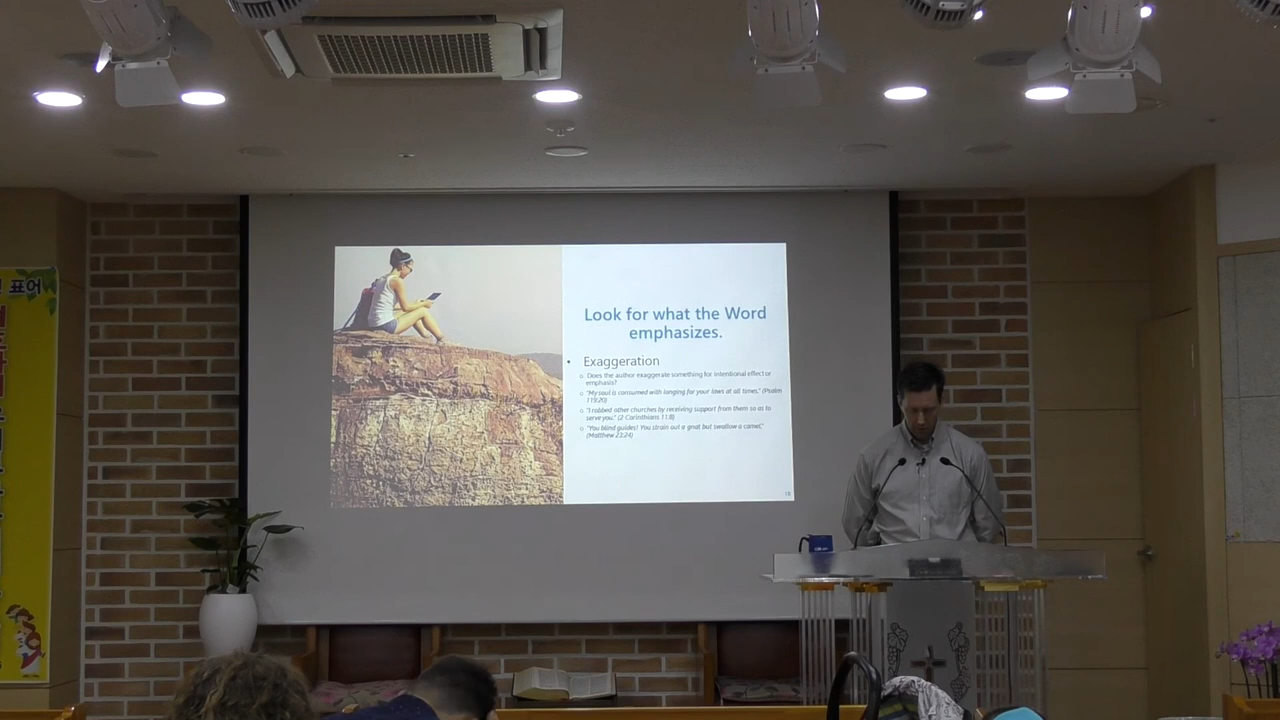 표어
Look for what the Word
emphasizes.
• Exaggeration
o Does the author exaggerate something for intentional effect or
emphasis?
o "My soul is consumed with longing for your laws at all times." (Psalm
119:20)
o "I robbed other churches by receiving support from them so as to
serve you." (2 Corinthians 11:8)
o "You blind guides! You strain out a gnat but swallow a camel."
(Matthew 23:24)
18